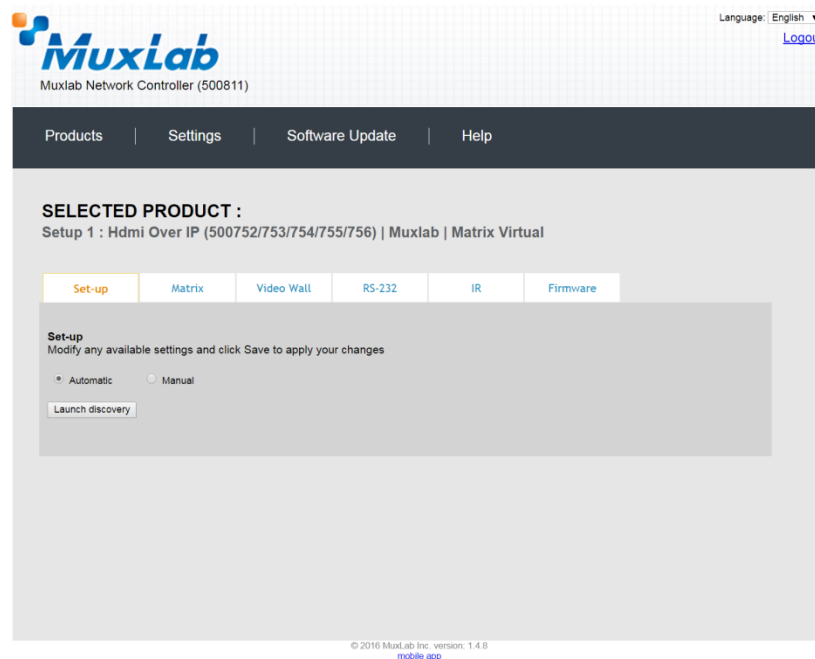 Language: English
Logou
MuxLab
Muxlab Network Controller (500811)
Products | Settings | Software Update | Help
SELECTED PRODUCT :
Setup 1 : Hdmi Over IP (500752/753/754/755/756) | Muxlab | Matrix Virtual
Set-up Matrix Video Wall RS-232 IR Firmware
Set-up
Modify any available settings and click Save to apply your changes
Automatic Manual
Launch discovery
© 2016 MuxLab Inc. version: 1.4.8
mobile app